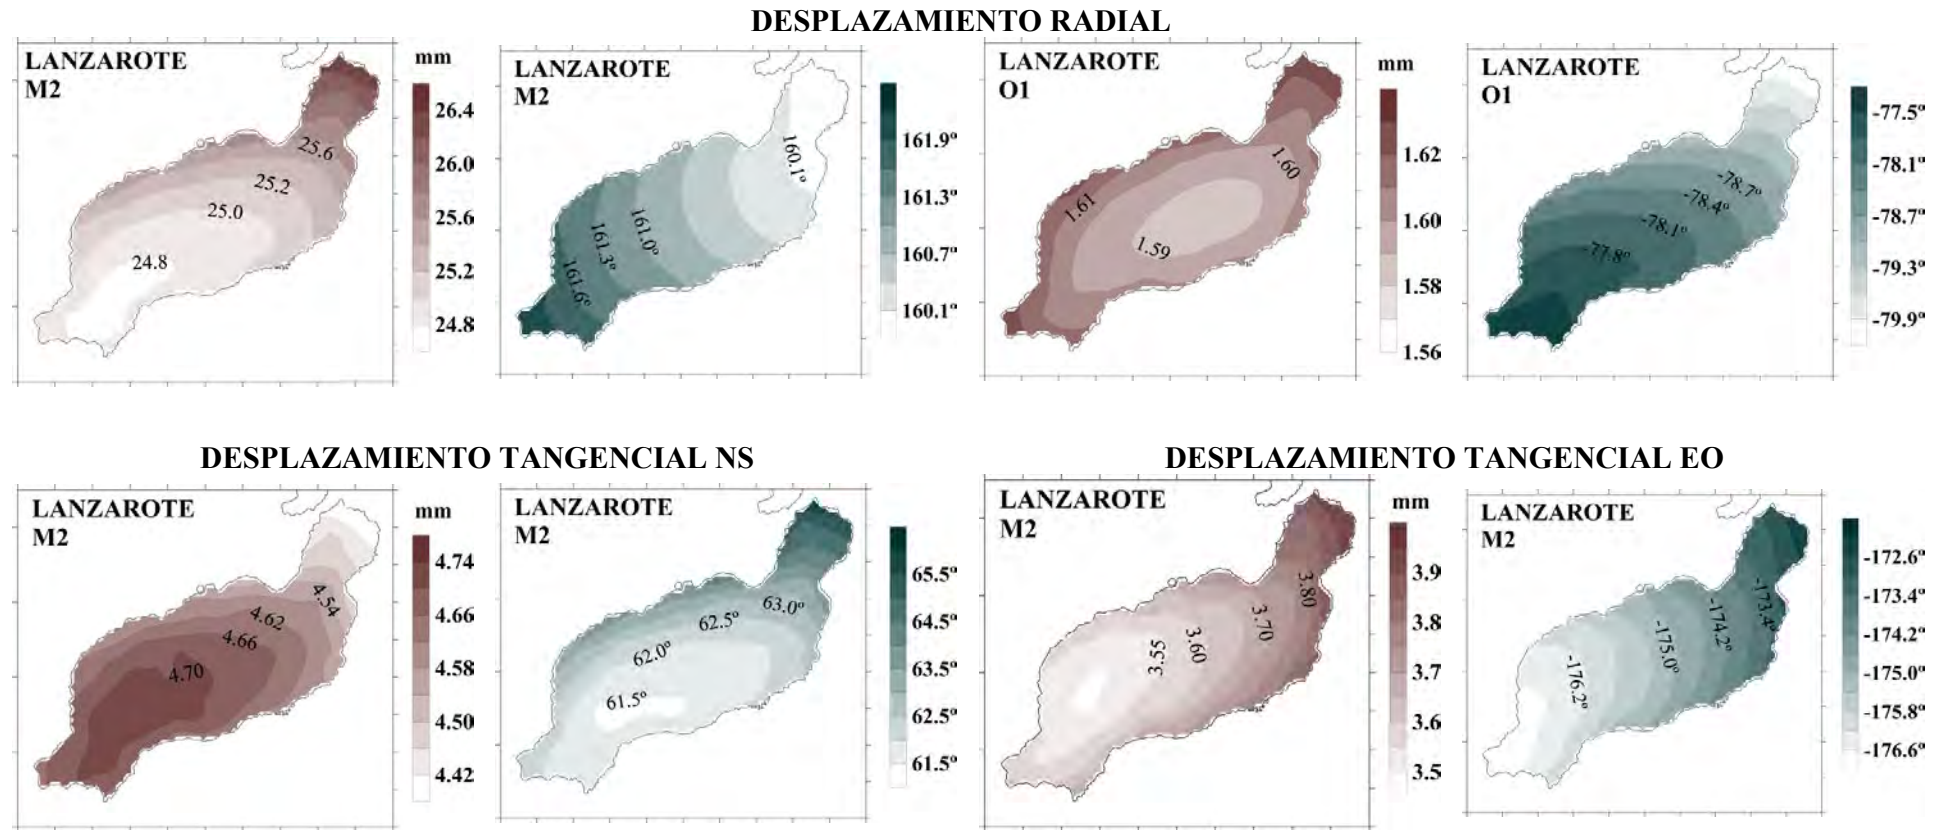 DESPLAZAMIENTO RADIAL
LANZAROTE
M2
mm
26.4
26.0
25.6
25.2
24.8
25.6
25.2
25.0
24.8
LANZAROTE
M2
161.9º
161.3º
160.7º
160.1º
160.1º
161.0º
161.3º
161.6º
LANZAROTE
O1
mm
1.62
1.60
1.58
1.56
1.60
1.61
1.59
LANZAROTE
O1
-77.5º
-78.1º
-78.7º
-79.3º
-79.9º
-78.7º
-78.4º
-78.1º
-77.8º
DESPLAZAMIENTO TANGENCIAL NS
LANZAROTE
M2
mm
4.74
4.66
4.58
4.50
4.42
4.54
4.62
4.66
4.70
LANZAROTE
M2
65.5º
64.5º
63.5º
62.5º
61.5º
63.0º
62.5º
62.0º
61.5º
DESPLAZAMIENTO TANGENCIAL EO
LANZAROTE
M2
mm
3.9
3.8
3.7
3.6
3.5
3.80
3.70
3.60
3.55
LANZAROTE
M2
-172.6º
-173.4º
-174.2º
-175.0º
-175.8º
-176.6º
-173.4º
-174.2º
-175.0º
-176.2º